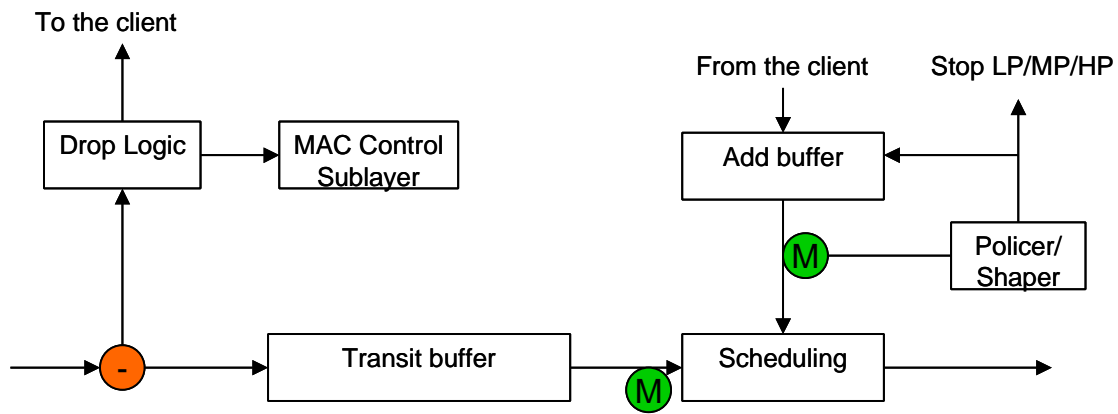 To the client
From the client
Stop LP/MP/HP
Drop Logic
MAC Control
Sublayer
Add buffer
M
Policer/
Shaper
-
Transit buffer
M
Scheduling